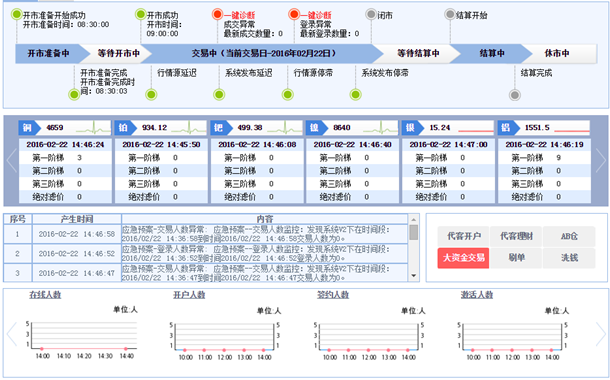 开市准备开始成功
开市时间: 08:30:00
开市成功
开市时间:
09:00:00
一键诊断
成交异常
最新成交数量: 0
一键诊断
登录异常
最新登录数量: 0
闭市
结算开始
开市准备中
等待开市中
交易中（当前交易日-2016年02月22日）
等待结算中
结算中
休市中
开市准备完成
开市准备完成时
间: 08:30:03
行情源延迟
系统发布延迟
行情源停滞
系统发布停滞
结算完成
铜 4659
铂 934.12
钯 499.38
镍 8640
银 15.24
铝 1551.5
2016-02-22 14:46:24
2016-02-22 14:45:50
2016-02-22 14:46:08
2016-02-22 14:46:40
2016-02-22 14:47:00
2016-02-22 14:46:19
第一阶梯 3
第一阶梯 0
第一阶梯 0
第一阶梯 0
第一阶梯 0
第一阶梯 9
第二阶梯 0
第二阶梯 0
第二阶梯 0
第二阶梯 0
第二阶梯 0
第二阶梯 0
第三阶梯 0
第三阶梯 0
第三阶梯 0
第三阶梯 0
第三阶梯 0
第三阶梯 0
绝对滤价 0
绝对滤价 0
绝对滤价 0
绝对滤价 0
绝对滤价 0
绝对滤价 0
序号 产生时间 内容
1 2016-02-22 14:46:58 应急预案-交易人数异常: 应急预案--交易人数监控: 发现系统V2下在时间段:
2016/02/22 14:36:58到时间2016/02/22 14:46:58交易人数为0。
2 2016-02-22 14:46:52 应急预案-登录人数异常: 应急预案--登录人数监控: 发现系统V2下在时间段:
2016/02/22 14:36:52到时间2016/02/22 14:46:52登录人数为0。
3 2016-02-22 14:46:47 应急预案-交易人数异常: 应急预案--交易人数监控: 发现系统V2下在时间段:
2016/02/22 14:36:47到时间2016/02/22 14:46:47交易人数为0。
代客开户 代客理财 AB仓
大资金交易 刷单 洗钱
在线人数
开户人数
签约人数
激活人数
单位:人
单位:人
单位:人
单位:人
5
3
1
14:00 14:10 14:20 14:30 14:40
5
3
1
5
3
1
10:00 11:00 12:00 13:00 14:00
5
3
1
5
3
1
10:00 11:00 12:00 13:00 14:00
5
3
1
5
3
1
10:00 11:00 12:00 13:00 14:00
5
3
1